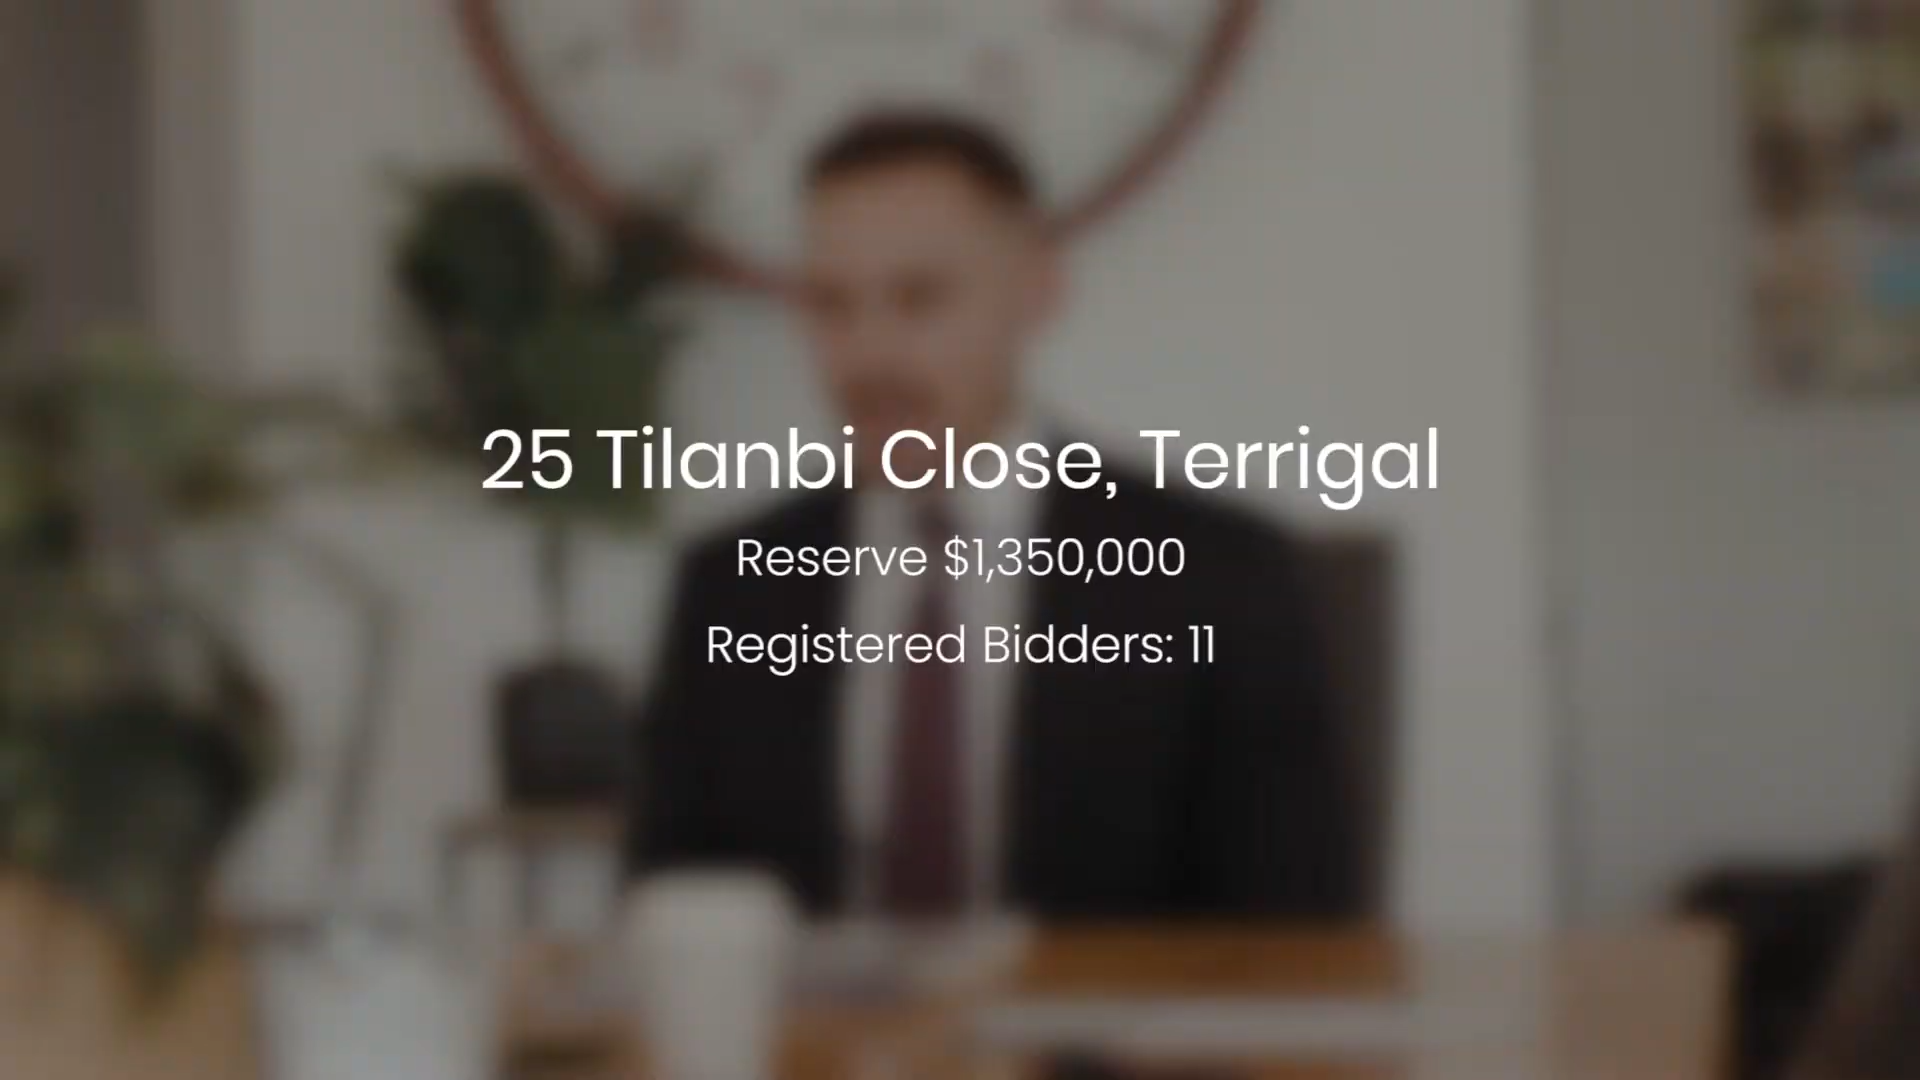 25 Tilanbi Close, Terrigal
Reserve $1,350,000
Registered Bidders: 11